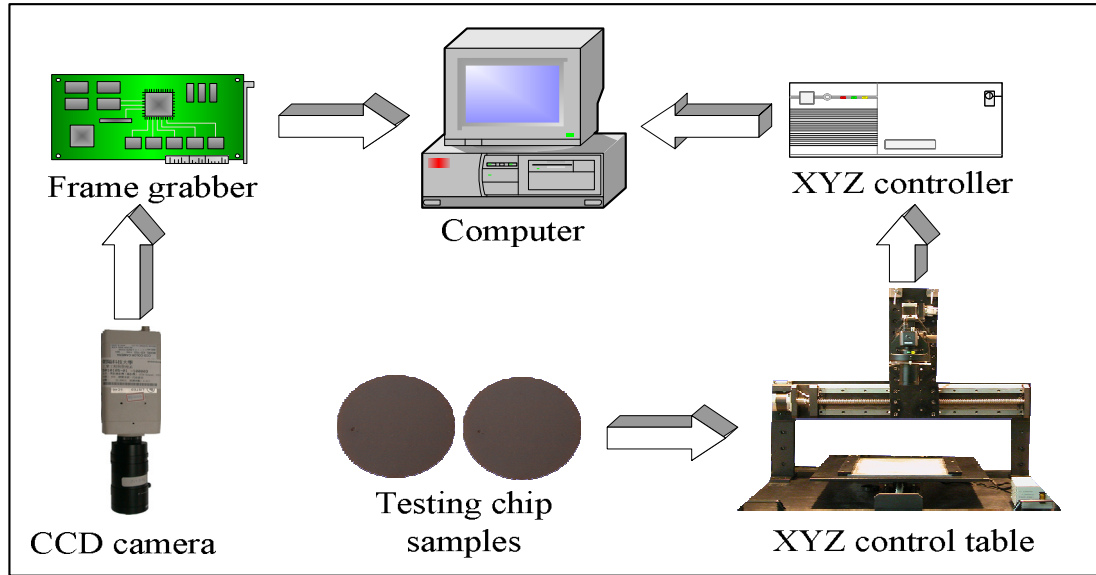 Frame grabber
Computer
XYZ controller
CCD camera
Testing chip
samples
XYZ control table